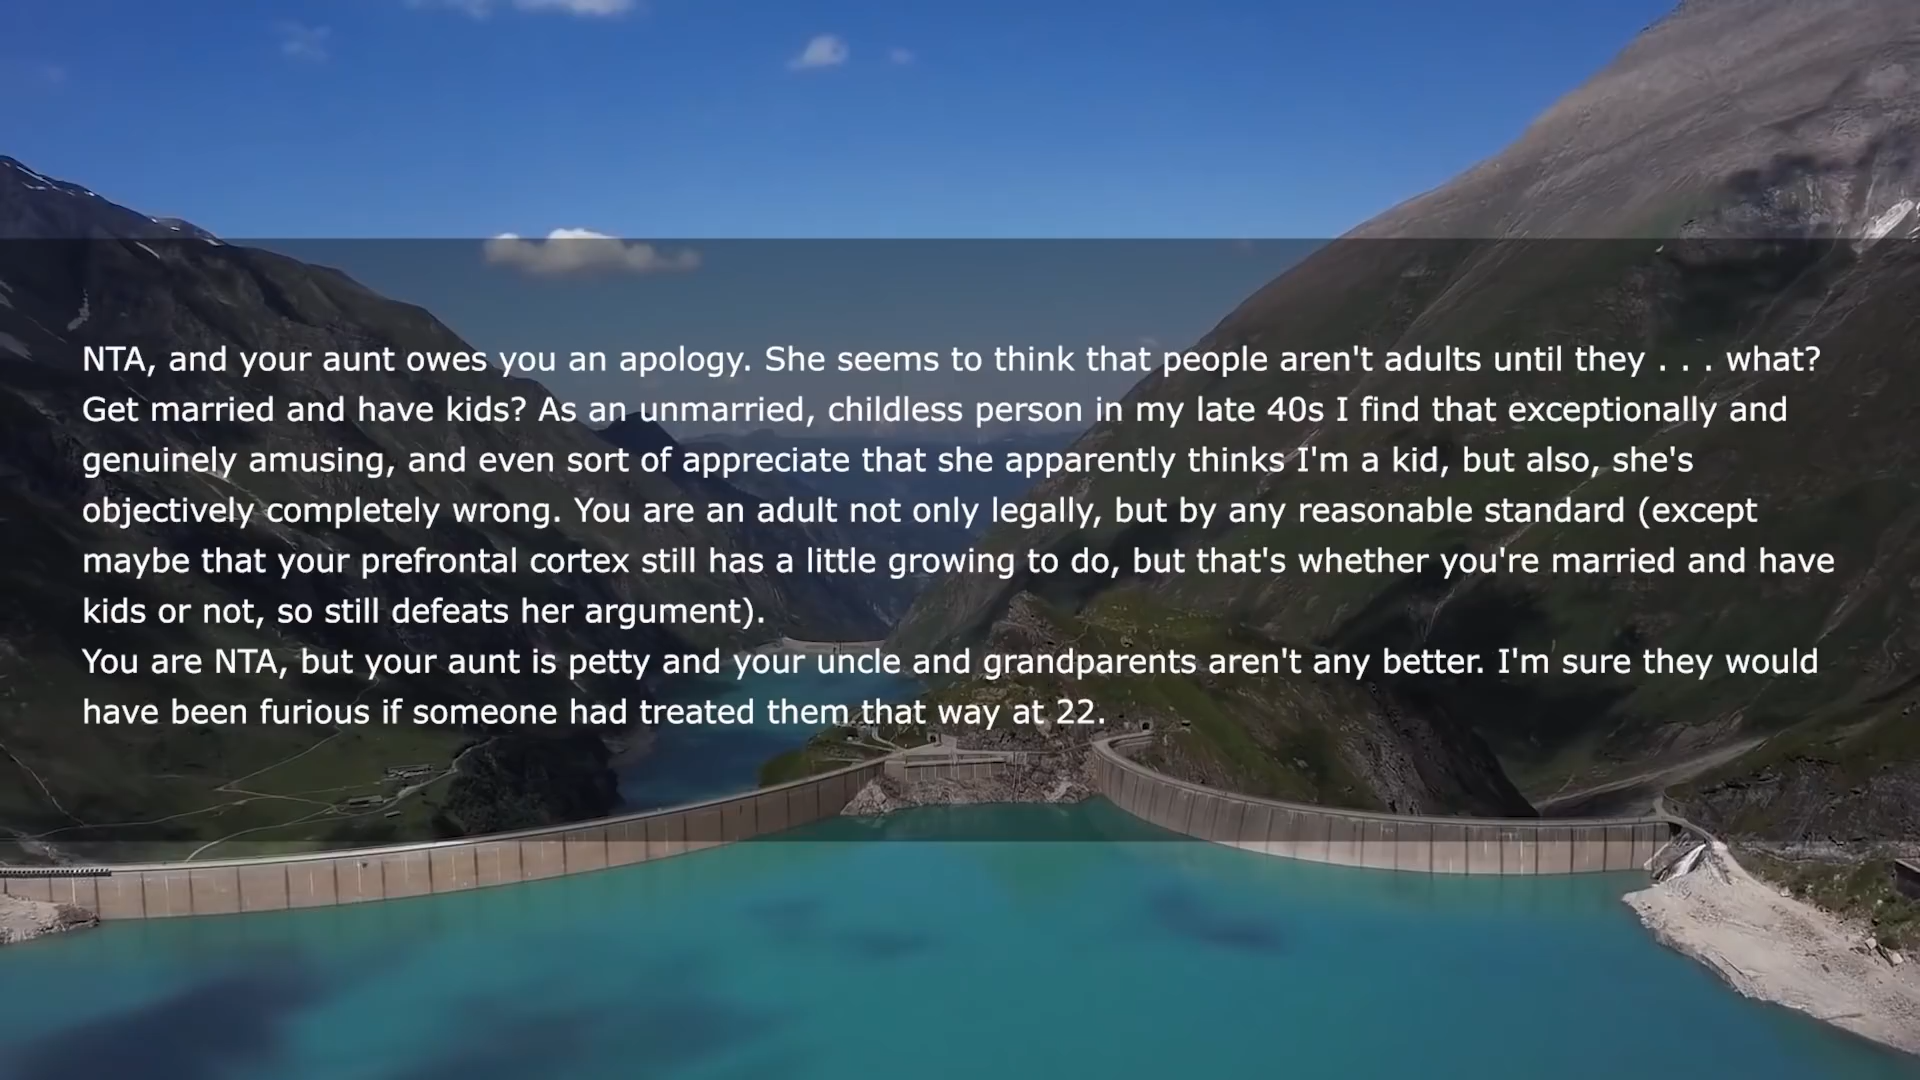 NTA, and your aunt owes you an apology. She seems to think that people aren't adults until they . . . what?
Get married and have kids? As an unmarried, childless person in my late 40s I find that exceptionally and
genuinely amusing, and even sort of appreciate that she apparently thinks I'm a kid, but also, she's
objectively completely wrong. You are an adult not only legally, but by any reasonable standard (except
maybe that your prefrontal cortex still has a little growing to do, but that's whether you're married and have
kids or not, so still defeats her argument).
You are NTA, but your aunt is petty and your uncle and grandparents aren't any better. I'm sure they would
have been furious if someone had treated them that way at 22.